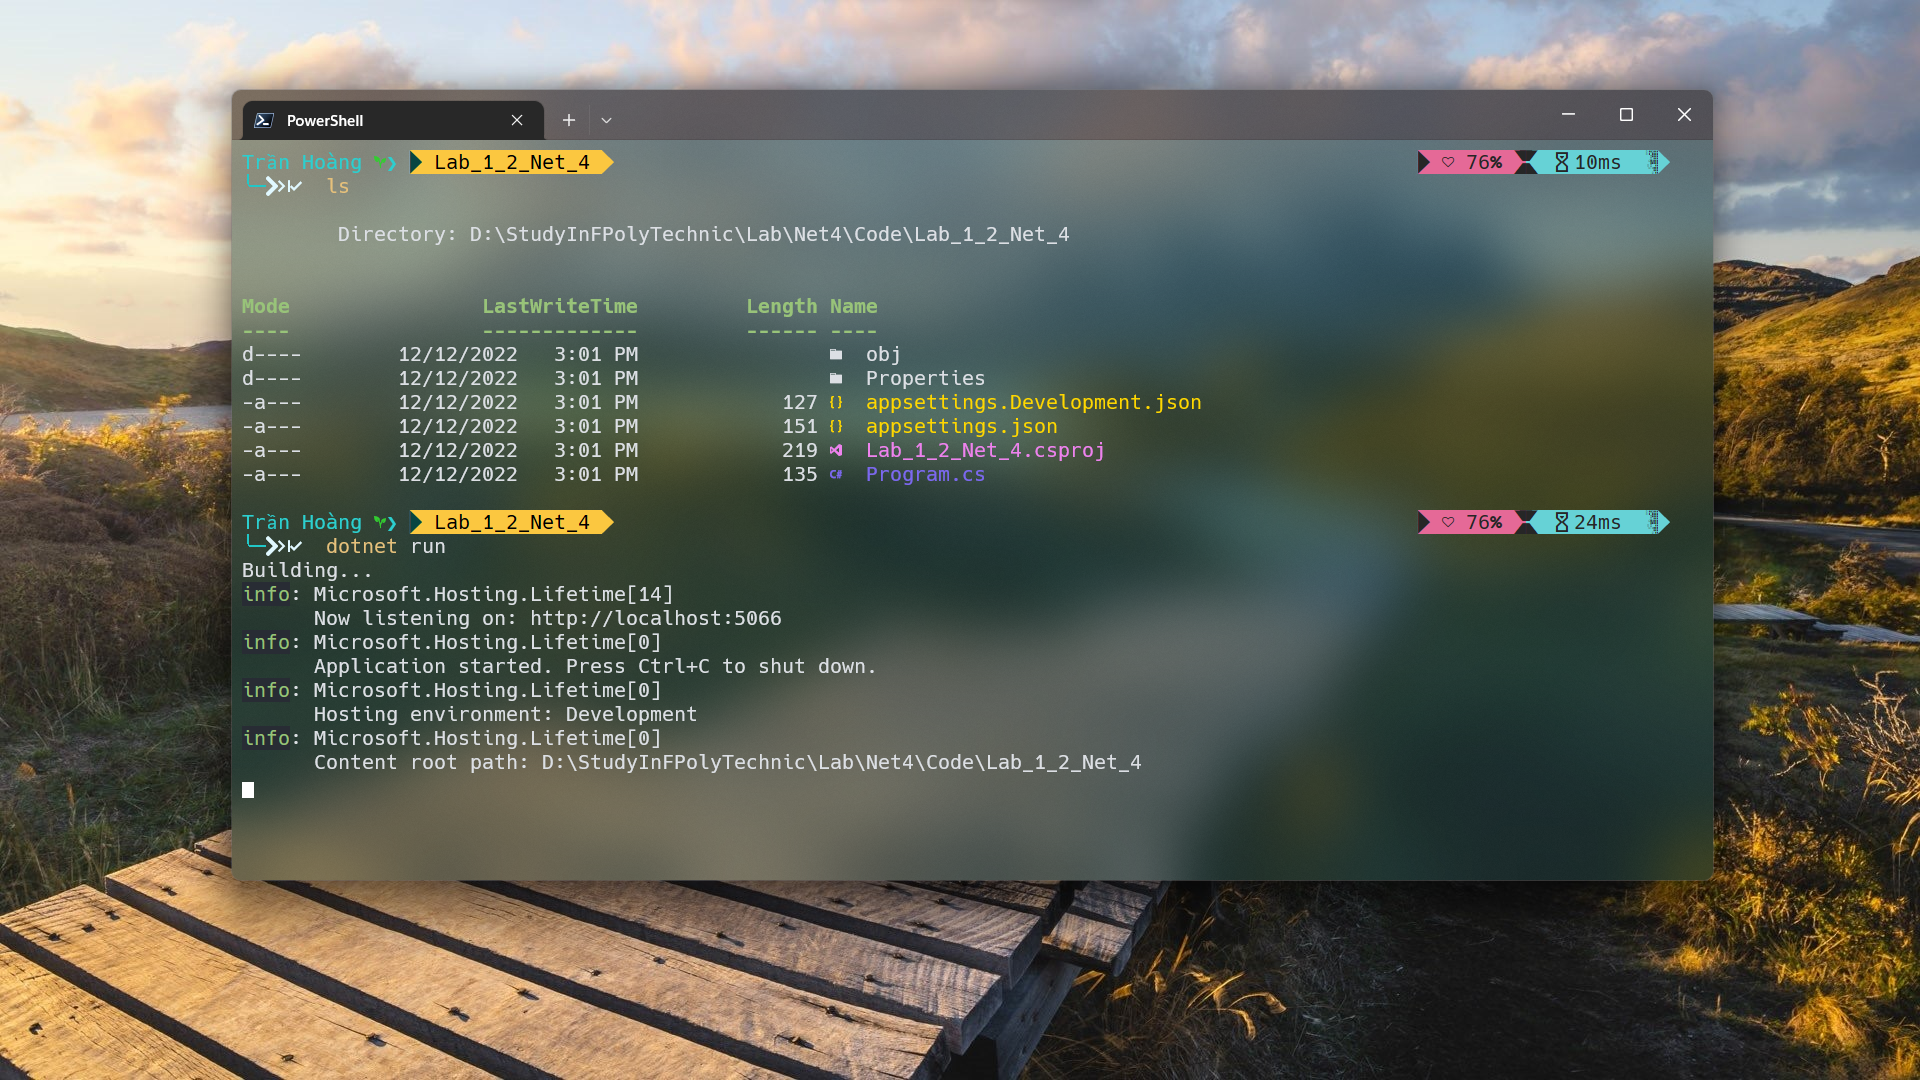 PowerShell
Trần Hoàng Lab_1_2_Net_4 76% 10ms
ls
Directory: D:\StudyInFPolyTechnic\Lab\Net4\Code\Lab_1_2_Net_4
Mode LastWriteTime Length Name
---- ------------- ------ ----
d---- 12/12/2022 3:01 PM obj
d---- 12/12/2022 3:01 PM Properties
-a--- 12/12/2022 3:01 PM 127 {} appsettings.Development.json
-a--- 12/12/2022 3:01 PM 151 {} appsettings.json
-a--- 12/12/2022 3:01 PM 219 Lab_1_2_Net_4.csproj
-a--- 12/12/2022 3:01 PM 135 C# Program.cs
Trần Hoàng Lab_1_2_Net_4 76% 24ms
dotnet run
Building...
info: Microsoft.Hosting.Lifetime[14]
Now listening on: http://localhost:5066
info: Microsoft.Hosting.Lifetime[0]
Application started. Press Ctrl+C to shut down.
info: Microsoft.Hosting.Lifetime[0]
Hosting environment: Development
info: Microsoft.Hosting.Lifetime[0]
Content root path: D:\StudyInFPolyTechnic\Lab\Net4\Code\Lab_1_2_Net_4